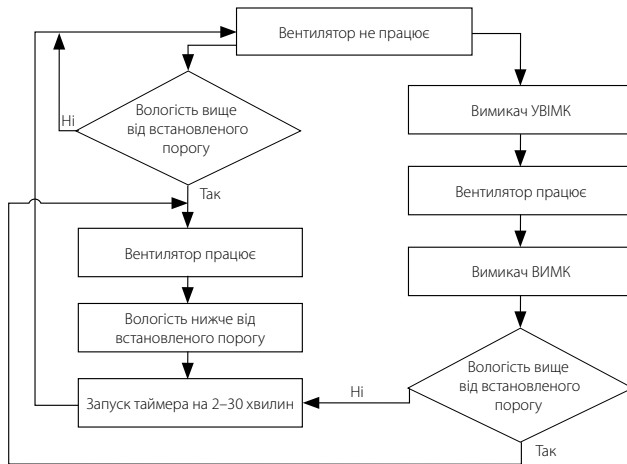 Вентилятор не працює
Вологість вище
від встановленого
порогу
Ні
Так
Вентилятор працює
Вологість нижче від
встановленого порогу
Запуск таймера на 2–30 хвилин
Вимикач УВІМК
Вентилятор працює
Вимикач ВИМК
Вологість вище
від встановленого
порогу
Ні
Так